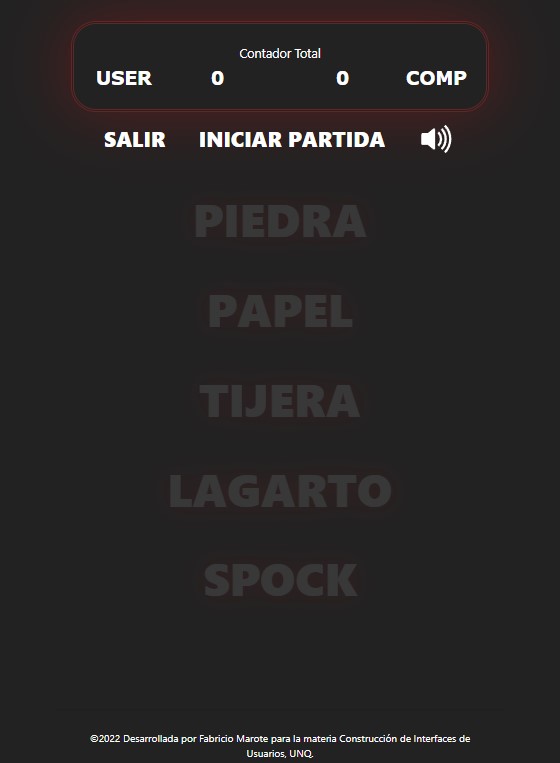 Contador Total
USER 0 0 COMP
SALIR INICIAR PARTIDA
PIEDRA
PAPEL
TIJERA
LAGARTO
SPOCK
©2022 Desarrollada por Fabricio Marote para la materia Construcción de Interfaces de
Usuarios, UNQ.